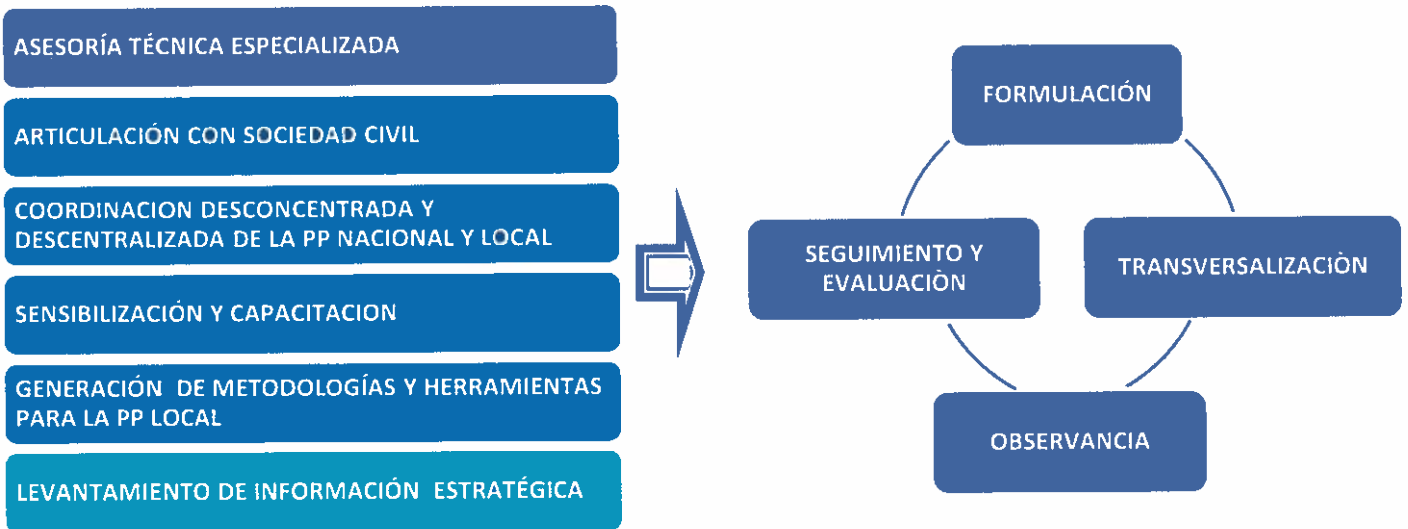 ASESORÍA TÉCNICA ESPECIALIZADA
ARTICULACIÓN CON SOCIEDAD CIVIL
COORDINACION DESCONCENTRADA Y
DESCENTRALIZADA DE LA PP NACIONAL Y LOCAL
SENSIBILIZACIÓN Y CAPACITACION
GENERACIÓN DE METODOLOGÍAS Y HERRAMIENTAS
PARA LA PP LOCAL
LEVANTAMIENTO DE INFORMACIÓN ESTRATÉGICA
FORMULACIÓN
SEGUIMIENTO Y
EVALUACIÒN
TRANSVERSALIZACIÒN
OBSERVANCIA